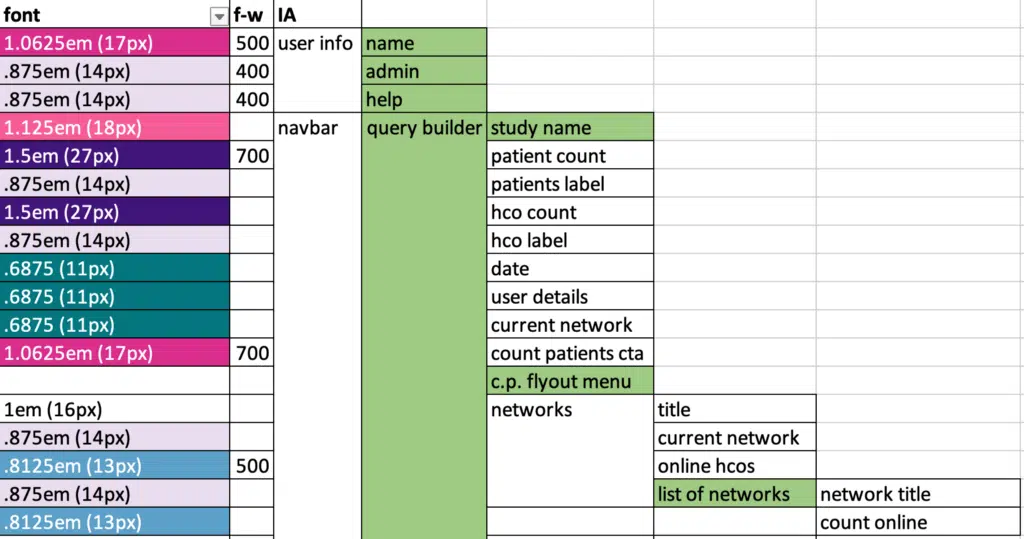 font f-w IA
1.0625em (17px) 500 user info name
.875em (14px) 400 admin
.875em (14px) 400 help
1.125em (18px) navbar query builder study name
1.5em (27px) 700 patient count
.875em (14px) patients label
1.5em (27px) hco count
.875em (14px) hco label
.6875 (11px) date
.6875 (11px) user details
.6875 (11px) current network
1.0625em (17px) 700 count patients cta
c.p. flyout menu
1em (16px) networks title
.875em (14px) current network
.8125em (13px) 500 online hcos
.875em (14px) list of networks network title
.8125em (13px) count online